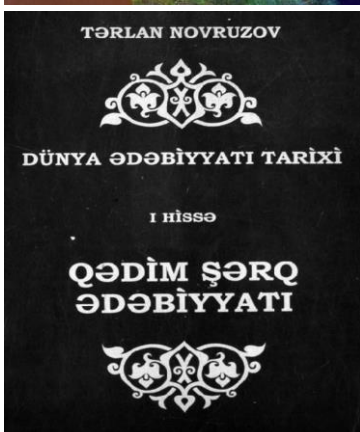 TƏRLAN NOVRUZOV
DÜNYA ƏDƏBİYYATI TARİXİ
I HİSSƏ
QƏDİM ŞƏRQ
ƏDƏBİYYATI